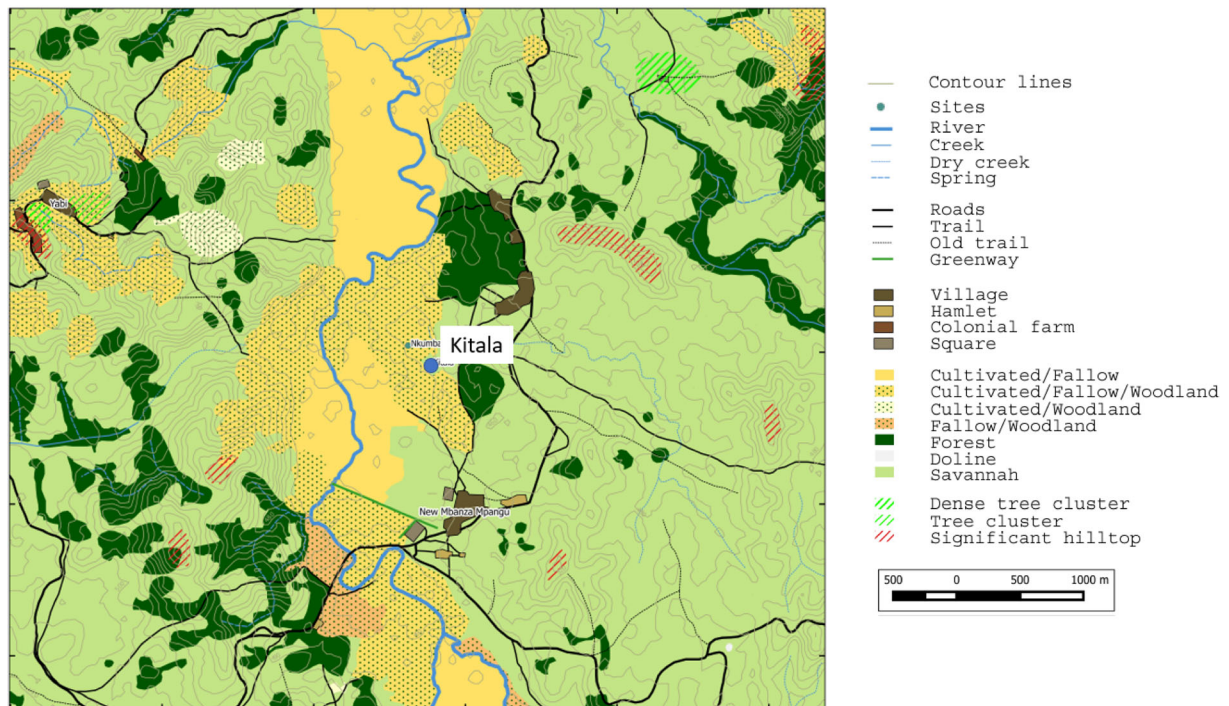 Yabi
Nkumba
Kitala
New Mbanza Mpangu
Contour lines
Sites
River
Creek
Dry creek
Spring
Roads
Trail
Old trail
Greenway
Village
Hamlet
Colonial farm
Square
Cultivated/Fallow
Cultivated/Fallow/Woodland
Cultivated/Woodland
Fallow/Woodland
Forest
Doline
Savannah
Dense tree cluster
Tree cluster
Significant hilltop
500 0 500 1000 m